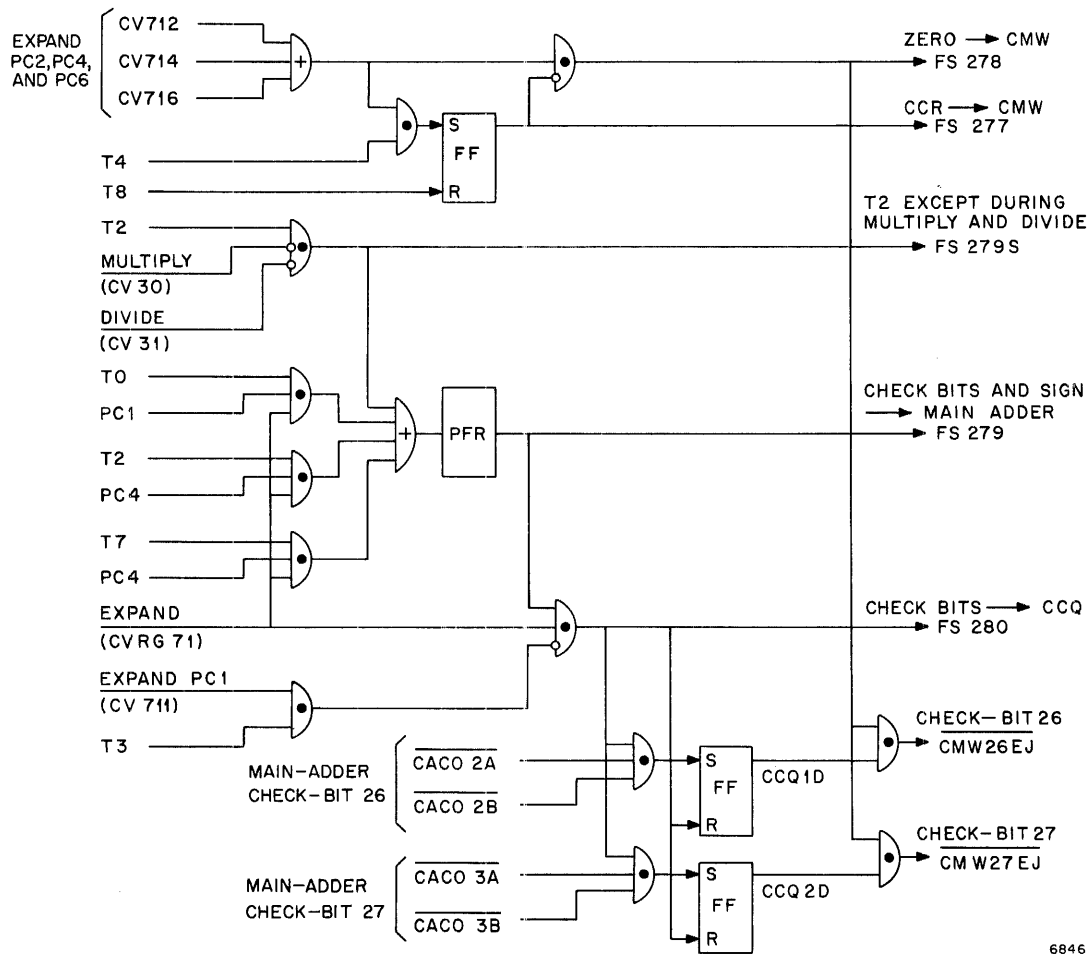 EXPAND
PC2,PC4,
AND PC6
CV712
CV714
CV716
+
ZERO → CMW
FS 278
CCR → CMW
FS 277
S
FF
R
T4
T8
T2 EXCEPT DURING
MULTIPLY AND DIVIDE
FS 279S
T2
MULTIPLY
(CV 30)
DIVIDE
(CV 31)
T0
PC1
T2
PC4
T7
PC4
+
PFR
CHECK BITS AND SIGN
→ MAIN ADDER
FS 279
EXPAND
(CVRG 71)
CHECK BITS → CCQ
FS 280
EXPAND PC1
(CV 711)
T3
MAIN-ADDER
CHECK-BIT 26
CACO 2A
CACO 2B
S
FF
R
CCQ1D
CHECK-BIT 26
CMW26EJ
MAIN-ADDER
CHECK-BIT 27
CACO 3A
CACO 3B
S
FF
R
CCQ2D
CHECK-BIT 27
CMW27EJ
6846